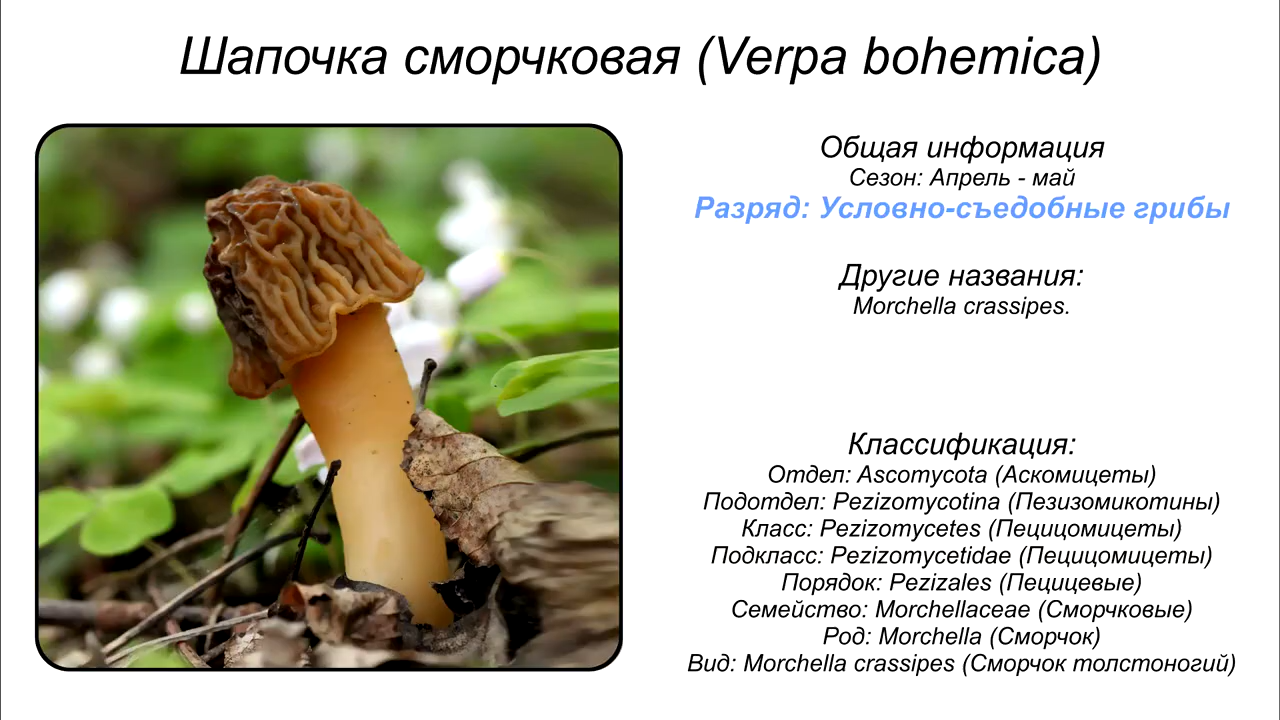 Шапочка сморчковая (Verpa bohemica)
Общая информация
Сезон: Апрель - май
Разряд: Условно-съедобные грибы
Другие названия:
Morchella crassipes.
Классификация:
Отдел: Ascomycota (Аскомицеты)
Подотдел: Pezizomycotina (Пезизомикотины)
Класс: Pezizomycetes (Пецицомицеты)
Подкласс: Pezizomycetidae (Пецицомицеты)
Порядок: Pezizales (Пецицевые)
Семейство: Morchellaceae (Сморчковые)
Род: Morchella (Сморчок)
Вид: Morchella crassipes (Сморчок толстоногий)